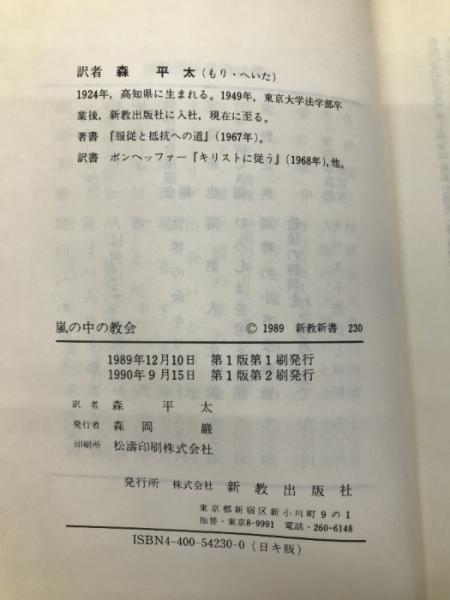 訳者 森 平 太 (もり・へいた)
1924年，高知県に生まれる。1949年，東京大学法学部卒
業後，新教出版社に入社，現在に至る。
著書 『服従と抵抗への道』(1967年)。
訳書 ボンヘッファー『キリストに従う』(1968年)，他。
嵐の中の教会 © 1989 新教新書 230
1989年12月10日 第1版第1刷発行
1990年9月15日 第1版第2刷発行
訳者 森 平 太
発行者 森 岡 巌
印刷所 松濤印刷株式会社
発行所 株式会社 新教出版社
東京都新宿区新小川町9の1
振替・東京8-9991 電話・260-6148
ISBN4-400-54230-0 (日キ販)